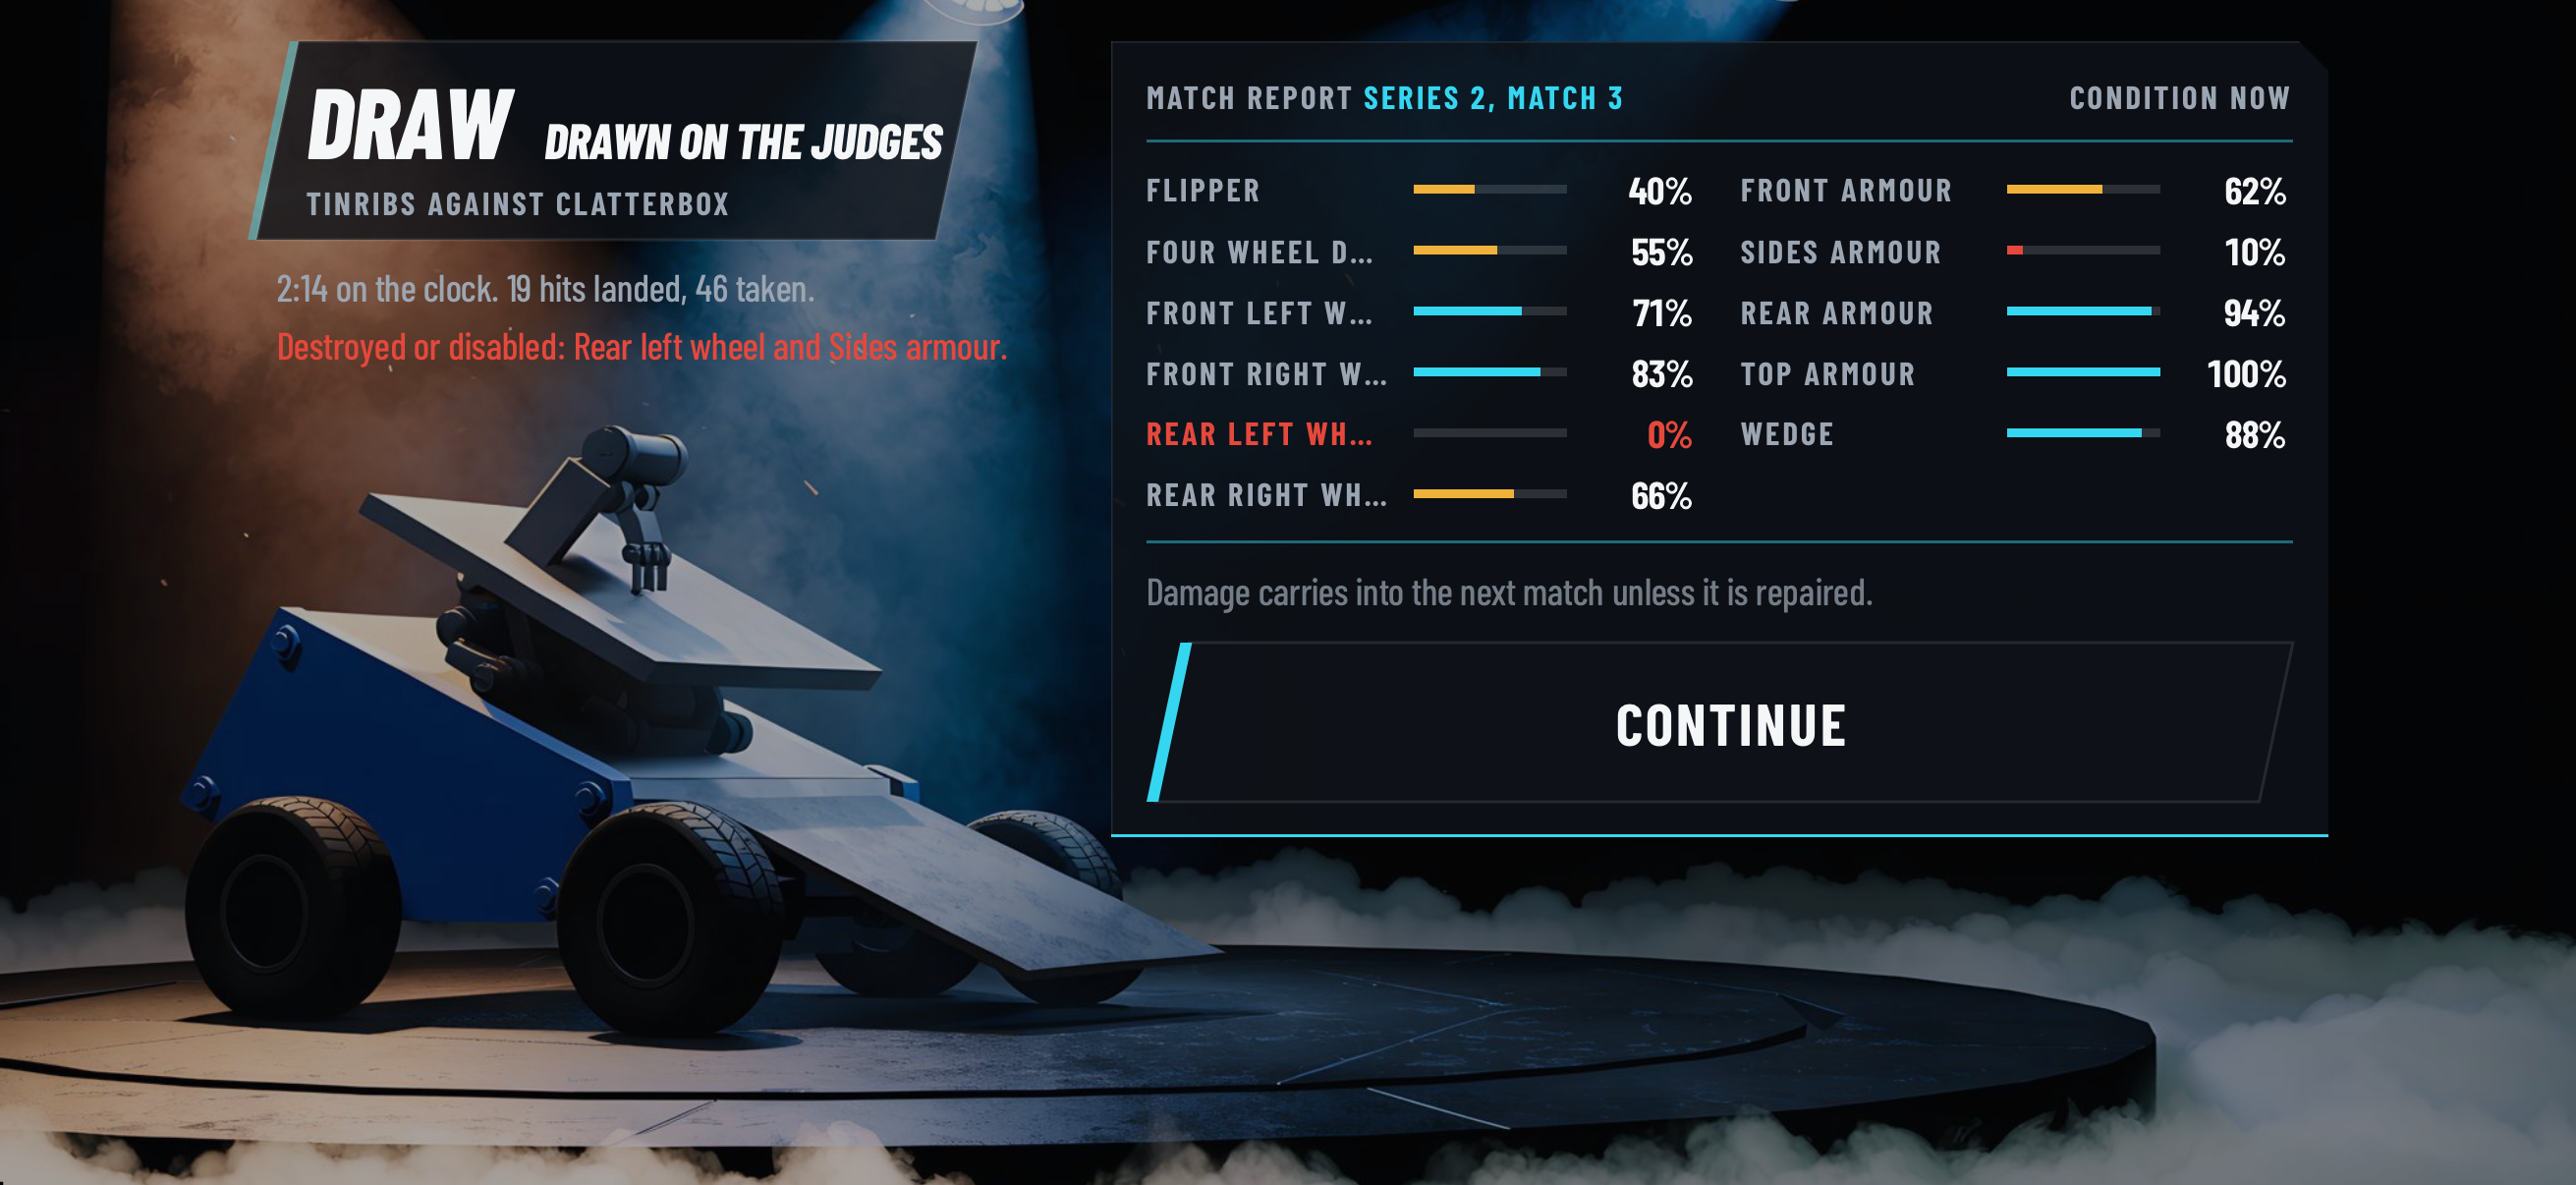 DRAW DRAWN ON THE JUDGES
TINRIBS AGAINST CLATTERBOX
2:14 on the clock. 19 hits landed, 46 taken.
Destroyed or disabled: Rear left wheel and Sides armour.
MATCH REPORT SERIES 2, MATCH 3
CONDITION NOW
FLIPPER 40%
FOUR WHEEL D... 55%
FRONT LEFT W... 71%
FRONT RIGHT W... 83%
REAR LEFT WH... 0%
REAR RIGHT WH... 66%
FRONT ARMOUR 62%
SIDES ARMOUR 10%
REAR ARMOUR 94%
TOP ARMOUR 100%
WEDGE 88%
Damage carries into the next match unless it is repaired.
CONTINUE